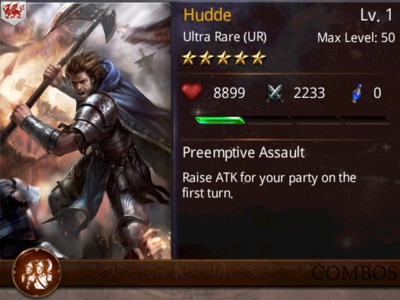 Hudde Lv. 1
Ultra Rare (UR) Max Level: 50
8899 2233 0
Preemptive Assault
Raise ATK for your party on the
first turn.
COMBOS